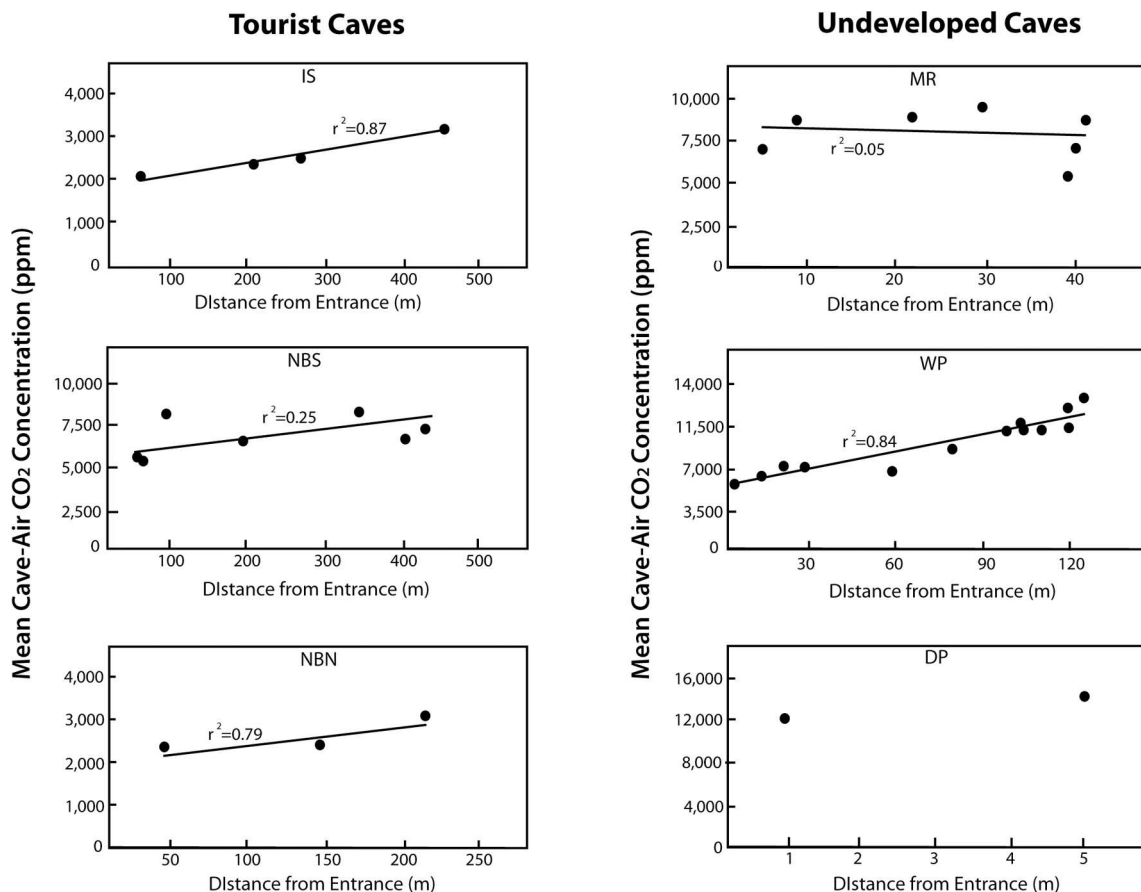 Tourist Caves
Undeveloped Caves
Mean Cave-Air CO2 Concentration (ppm)
IS
4,000
3,000
2,000
1,000
0
r²=0.87
100 200 300 400 500
DIstance from Entrance (m)
NBS
10,000
7,500
5,000
2,500
0
r²=0.25
100 200 300 400 500
DIstance from Entrance (m)
NBN
4,000
3,000
2,000
1,000
0
r²=0.79
50 100 150 200 250
DIstance from Entrance (m)
Mean Cave-Air CO2 Concentration (ppm)
MR
10,000
7,500
5,000
2,500
0
r²=0.05
10 20 30 40
DIstance from Entrance (m)
WP
14,000
11,500
7,000
3,500
0
r²=0.84
30 60 90 120
DIstance from Entrance (m)
DP
16,000
12,000
8,000
4,000
0
1 2 3 4 5
DIstance from Entrance (m)